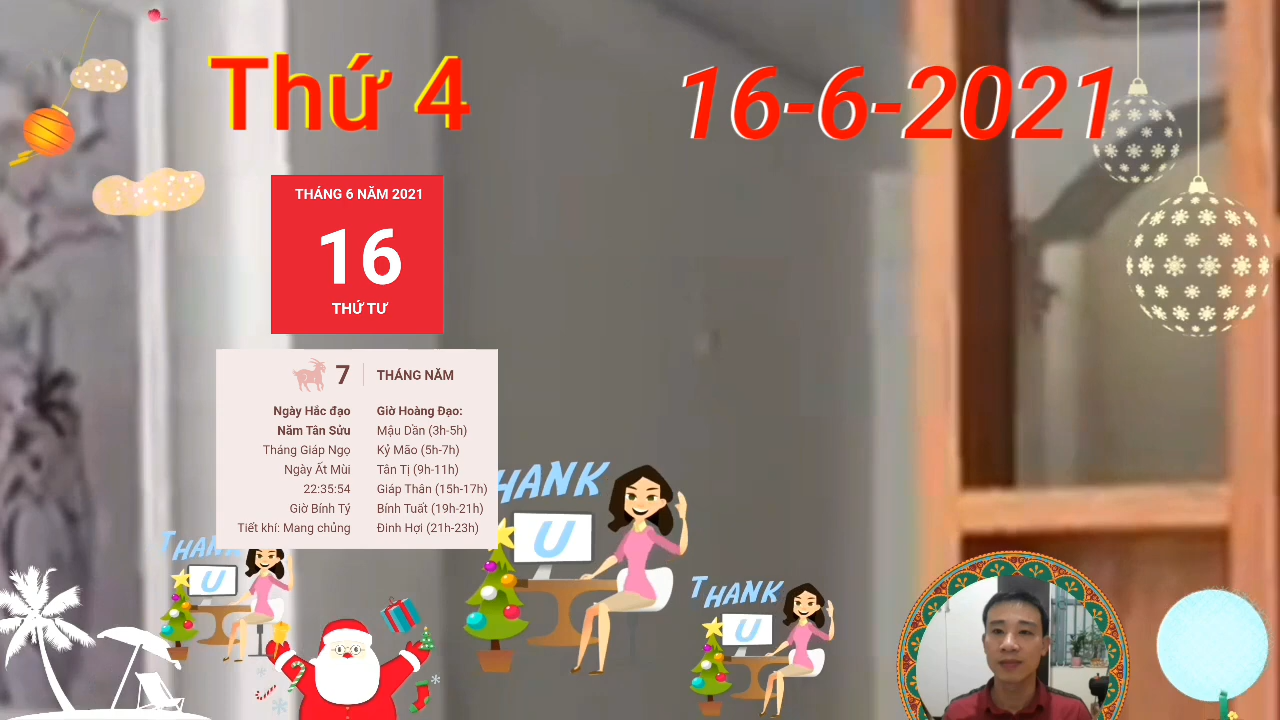 Thứ 4
16-6-2021
THÁNG 6 NĂM 2021
16
THỨ TƯ
7 THÁNG NĂM
Ngày Hắc đạo
Năm Tân Sửu
Tháng Giáp Ngọ
Ngày Ất Mùi
22:35:54
Giờ Bính Tý
Tiết khí: Mang chủng
Giờ Hoàng Đạo:
Mậu Dần (3h-5h)
Kỷ Mão (5h-7h)
Tân Tị (9h-11h)
Giáp Thân (15h-17h)
Bính Tuất (19h-21h)
Đinh Hợi (21h-23h)
HANK
U
THANK
U
THANK
U